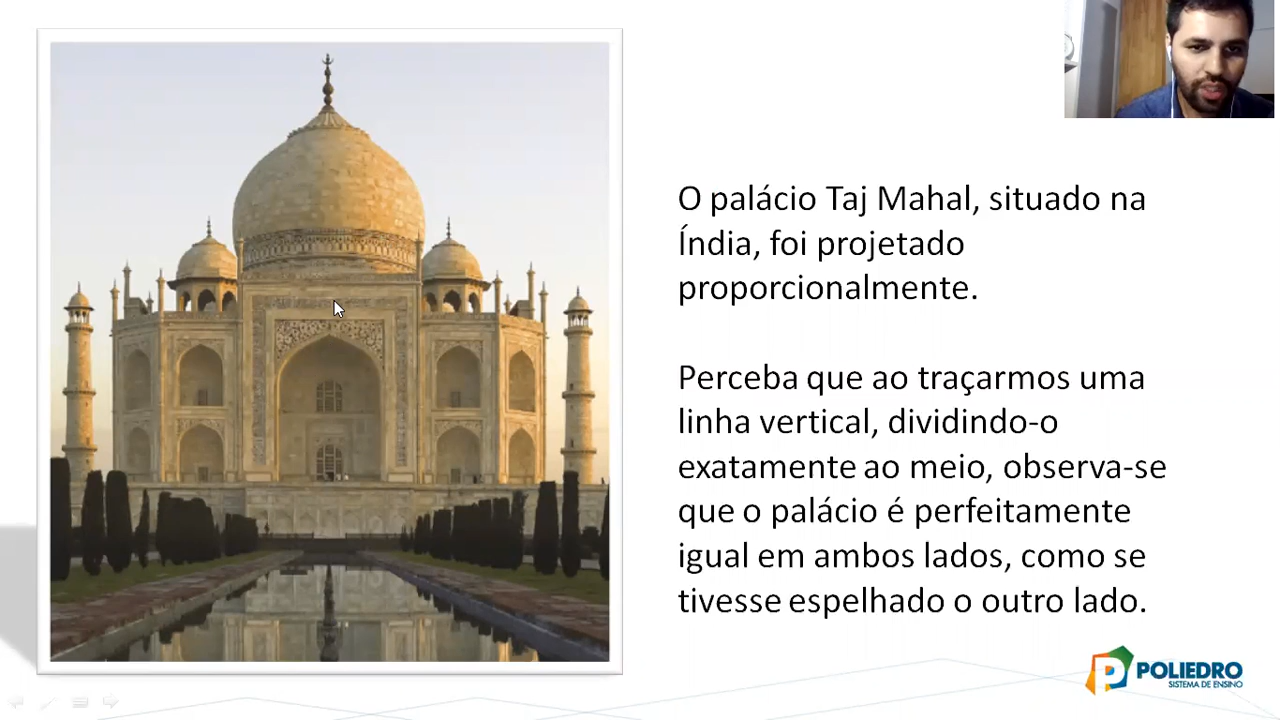 O palácio Taj Mahal, situado na
Índia, foi projetado
proporcionalmente.
Perceba que ao traçarmos uma
linha vertical, dividindo-o
exatamente ao meio, observa-se
que o palácio é perfeitamente
igual em ambos lados, como se
tivesse espelhado o outro lado.
POLIEDRO
SISTEMA DE ENSINO